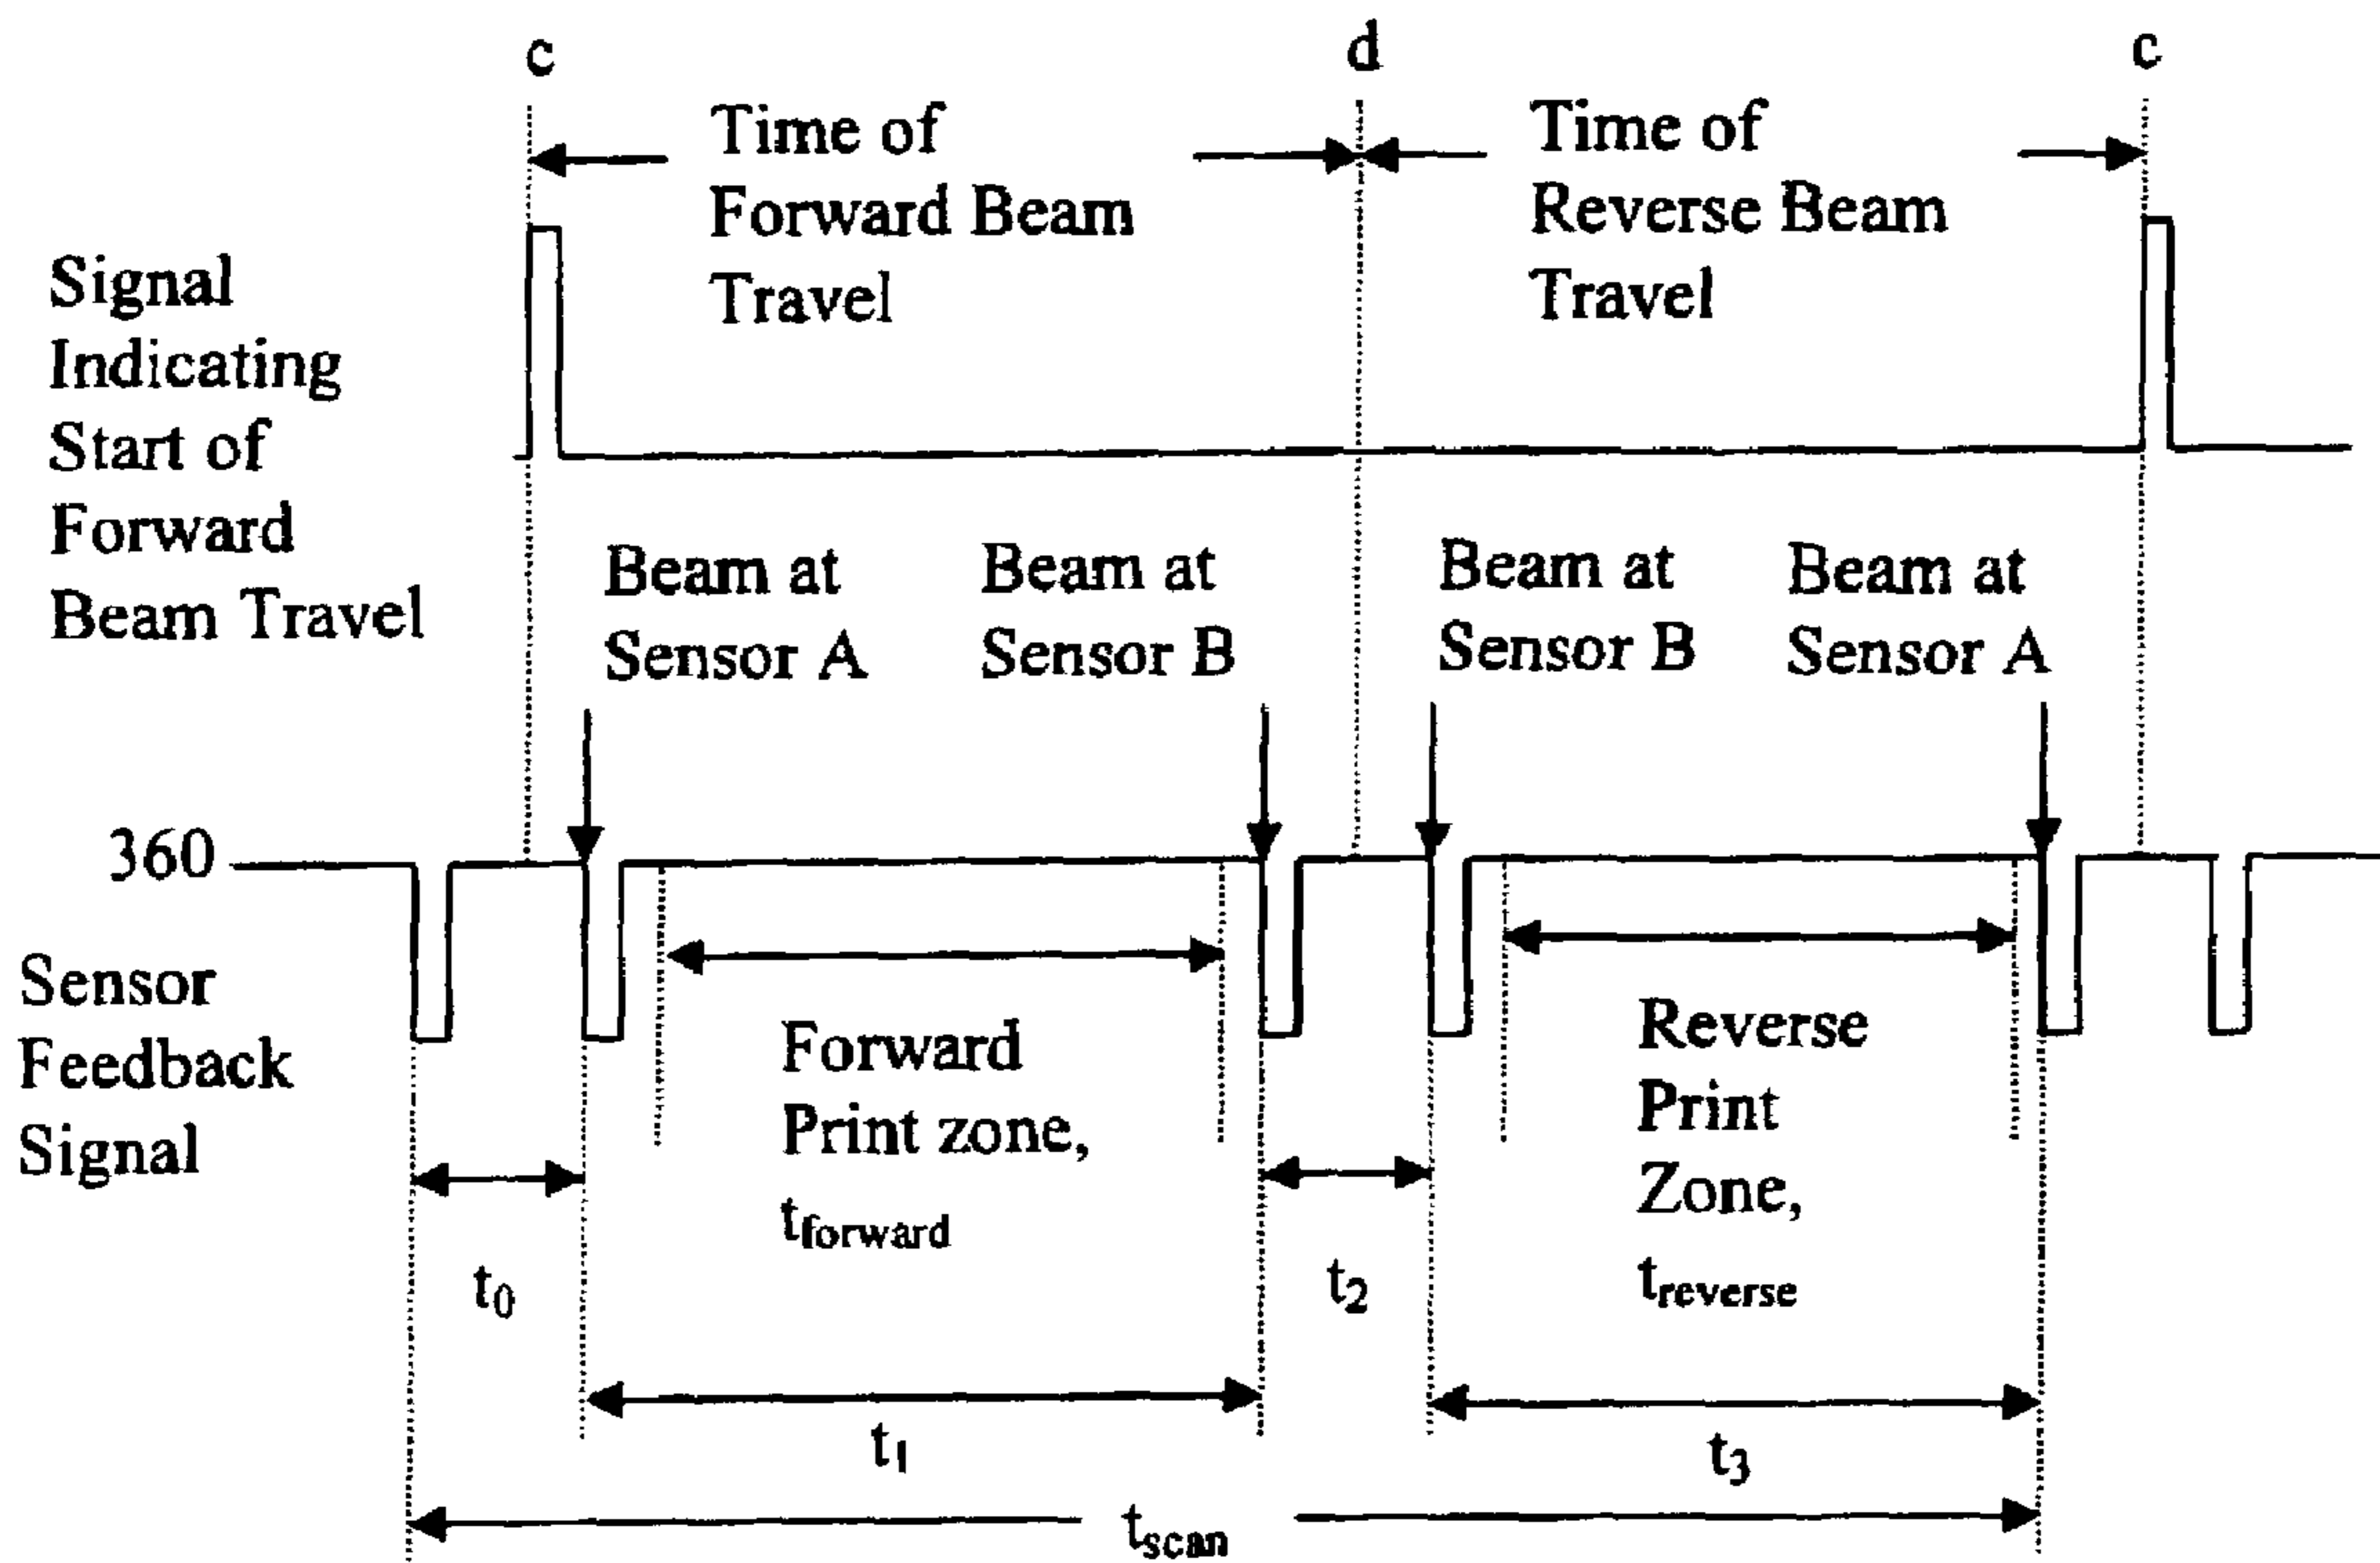 c
d
c
Time of
Forward Beam
Travel
Time of
Reverse Beam
Travel
Signal
Indicating
Start of
Forward
Beam Travel
Beam at
Sensor A
Beam at
Sensor B
Beam at
Sensor B
Beam at
Sensor A
360
Sensor
Feedback
Signal
Forward
Print zone,
tforward
Reverse
Print
Zone,
treverse
t0
t2
t1
t3
tscan